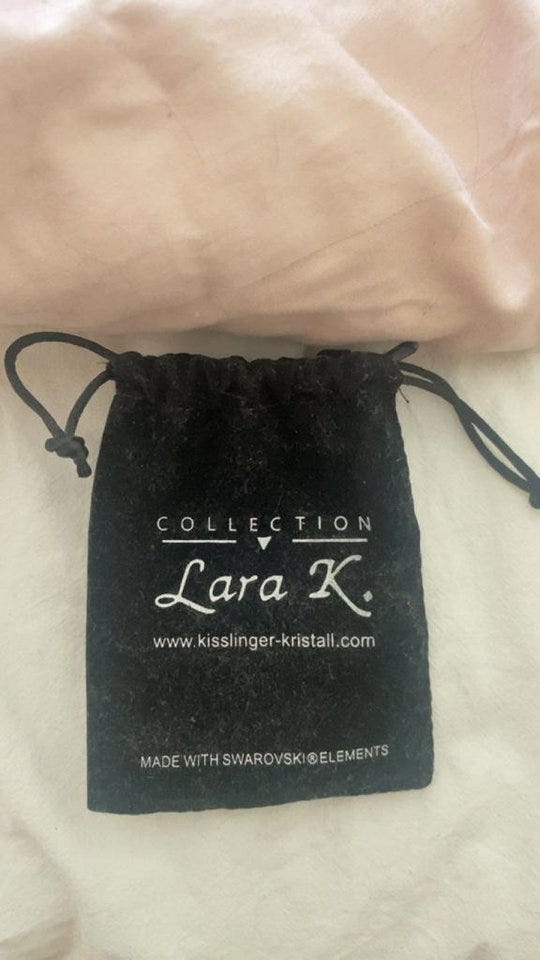 COLLECTION
Lara K.
www.kisslinger-kristall.com
MADE WITH SWAROVSKI®ELEMENTS